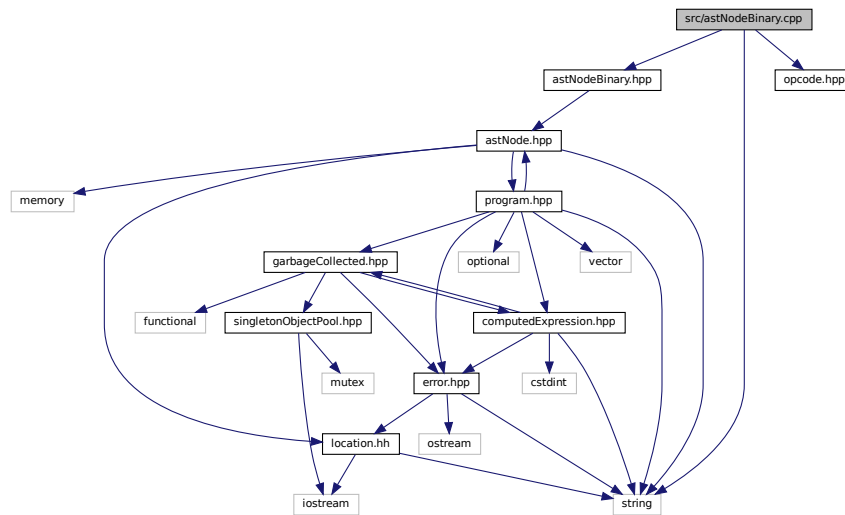 src/astNodeBinary.cpp
astNodeBinary.hpp
opcode.hpp
astNode.hpp
memory
program.hpp
garbageCollected.hpp
optional
vector
functional
singletonObjectPool.hpp
computedExpression.hpp
mutex
error.hpp
cstdint
location.hh
ostream
iostream
string